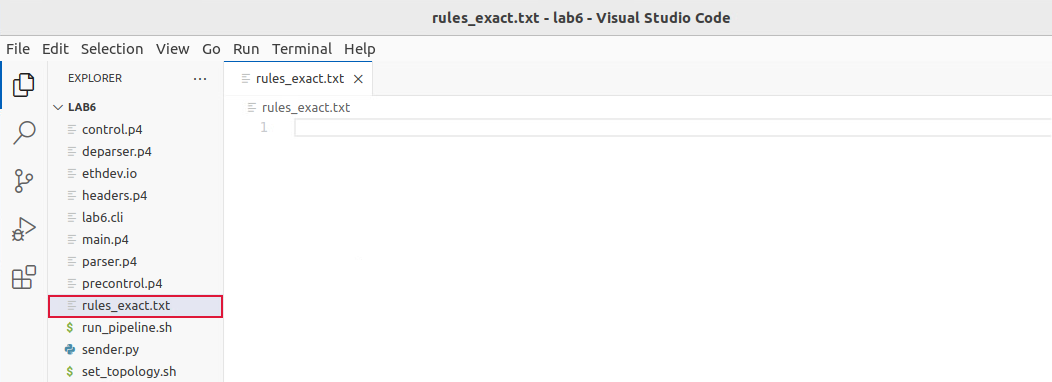 rules_exact.txt - lab6 - Visual Studio Code
File Edit Selection View Go Run Terminal Help
EXPLORER ...
rules_exact.txt ×
LAB6
rules_exact.txt
1
control.p4
deparser.p4
ethdev.io
headers.p4
lab6.cli
main.p4
parser.p4
precontrol.p4
rules_exact.txt
$ run_pipeline.sh
sender.py
$ set_topology.sh